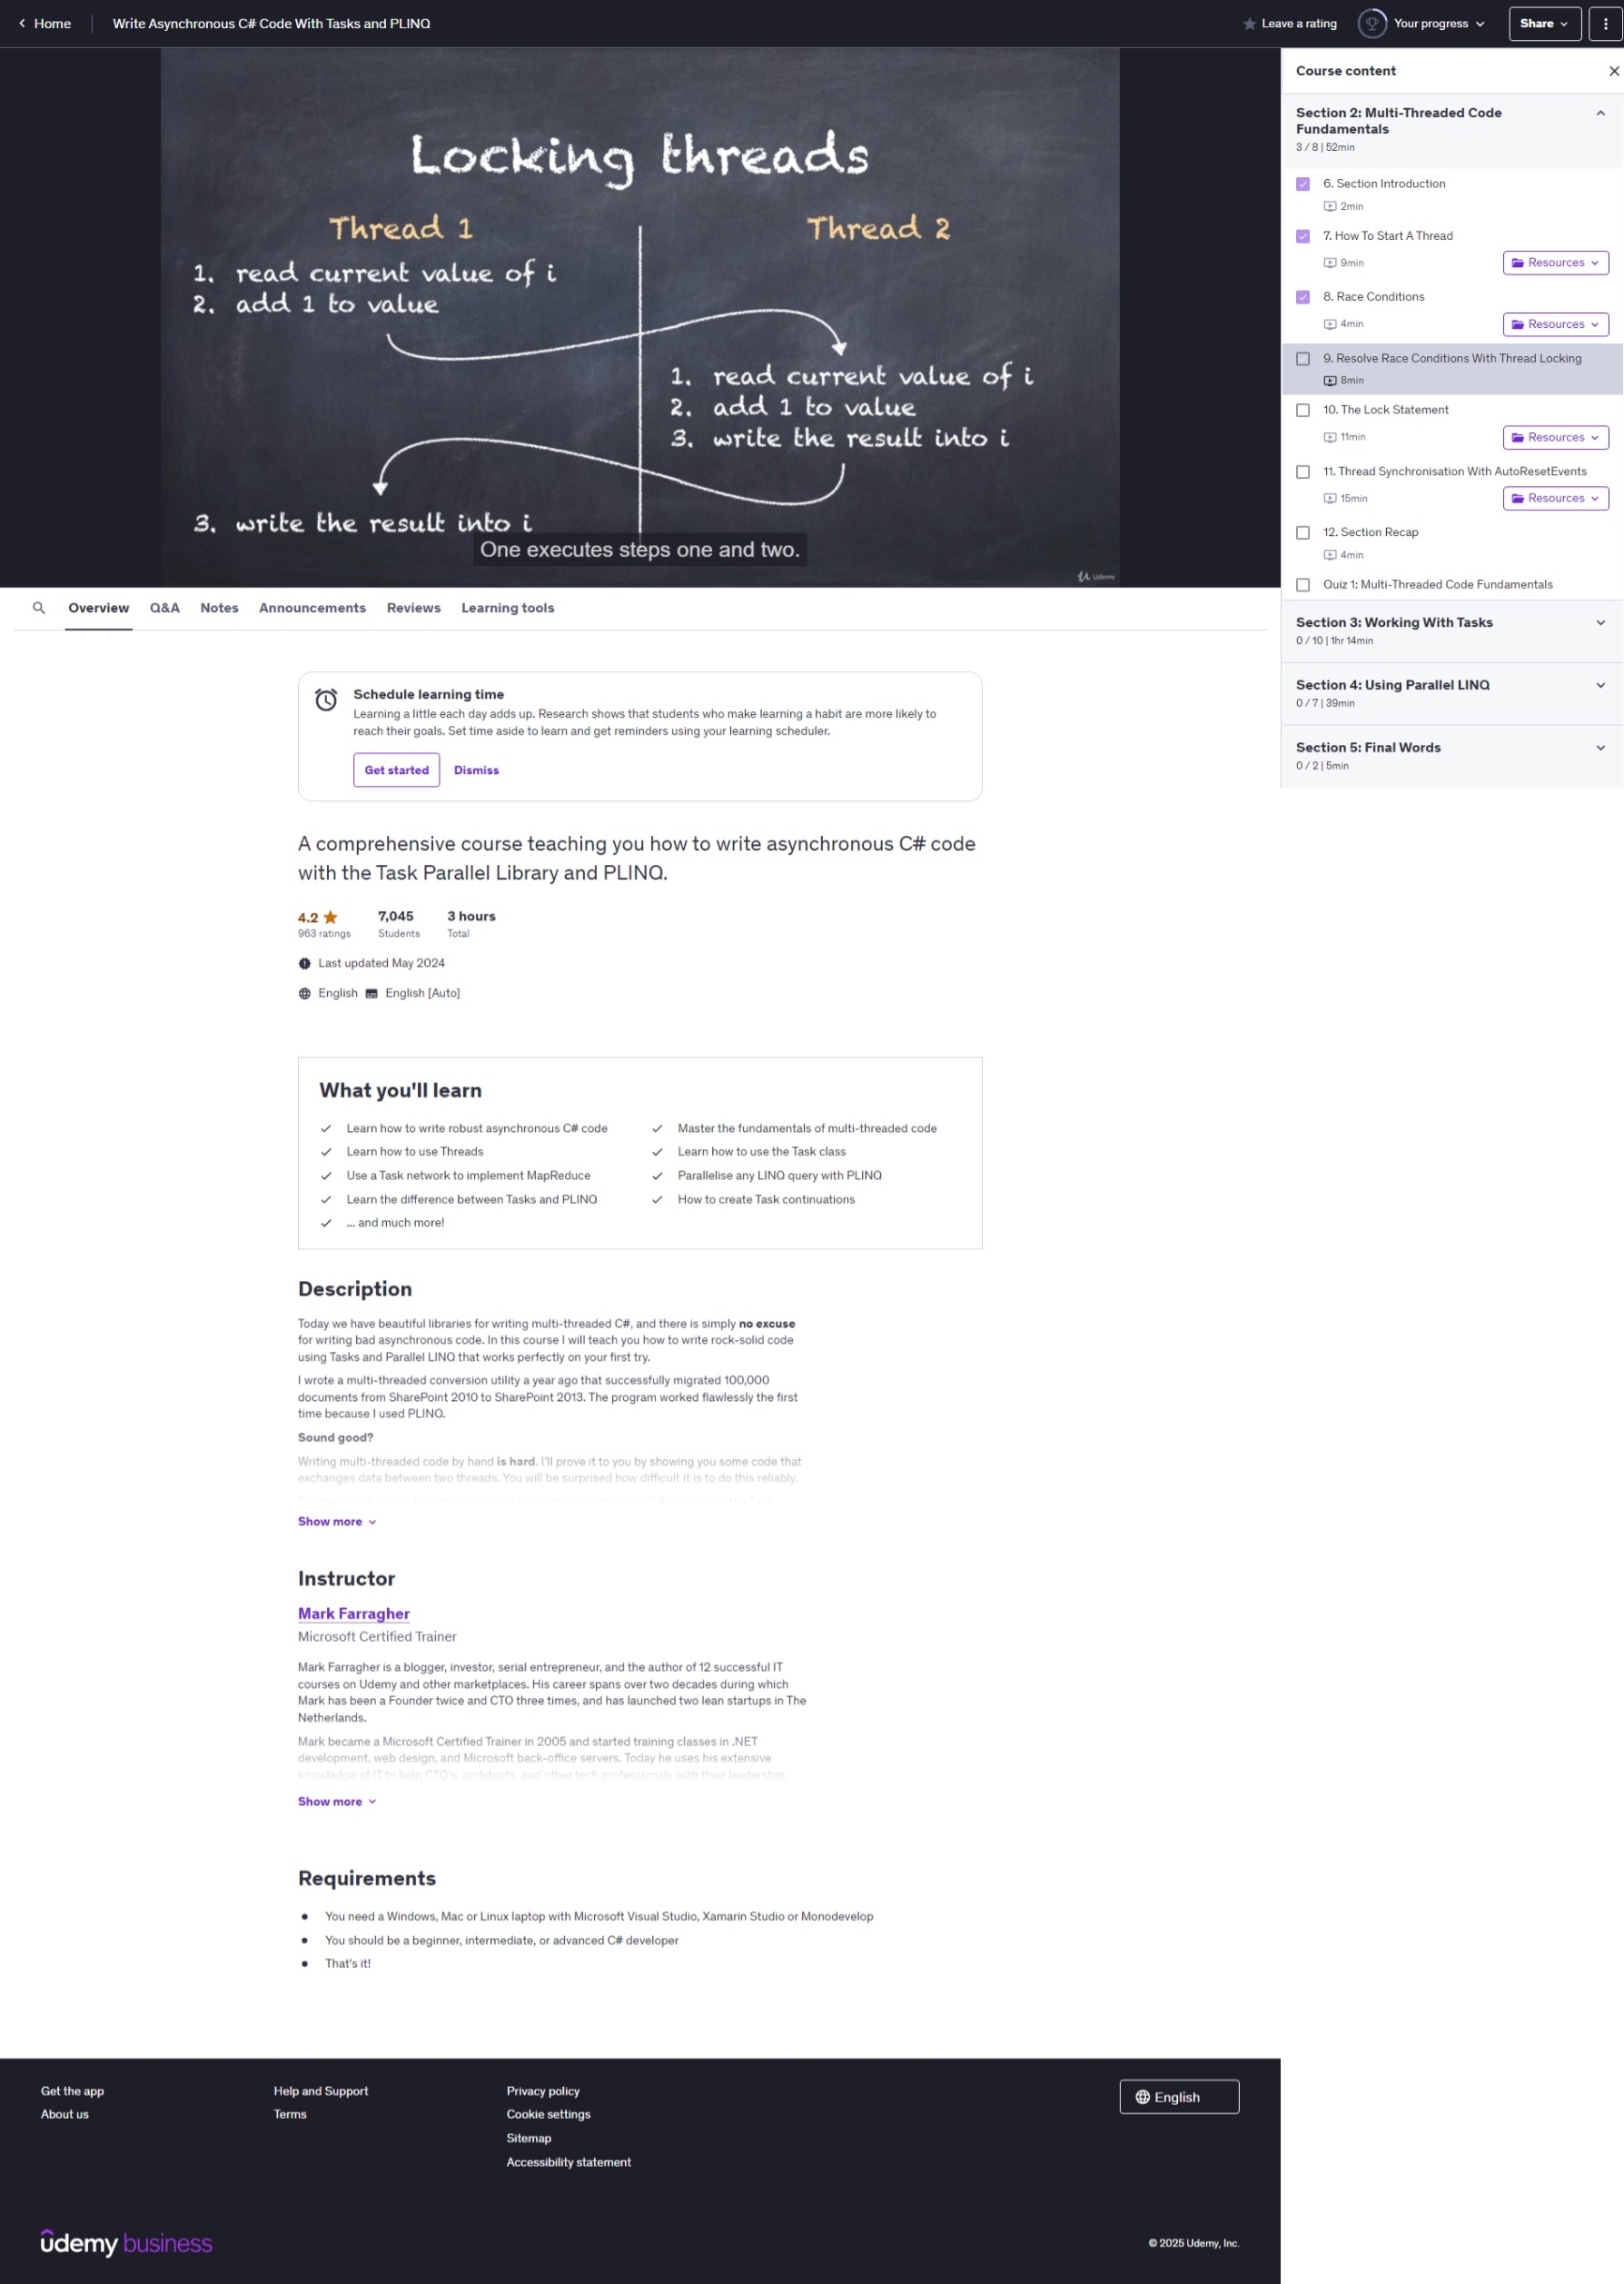 Home
Write Asynchronous C# Code With Tasks and PLINQ
Leave a rating
Your progress
Share
Locking threads
Thread 1
1. read current value of i
2. add 1 to value
3. write the result into i
Thread 2
1. read current value of i
2. add 1 to value
3. write the result into i
One executes steps one and two.
Udemy
Course content
Section 2: Multi-Threaded Code
Fundamentals
3 / 8 | 52min
6. Section Introduction
2min
7. How To Start A Thread
9min
Resources
8. Race Conditions
4min
Resources
9. Resolve Race Conditions With Thread Locking
8min
10. The Lock Statement
11min
Resources
11. Thread Synchronisation With AutoResetEvents
15min
Resources
12. Section Recap
4min
Quiz 1: Multi-Threaded Code Fundamentals
Section 3: Working With Tasks
0 / 10 | 1hr 14min
Section 4: Using Parallel LINQ
0 / 7 | 39min
Section 5: Final Words
0 / 2 | 5min
Overview
Q&A
Notes
Announcements
Reviews
Learning tools
Schedule learning time
Learning a little each day adds up. Research shows that students who make learning a habit are more likely to
reach their goals. Set time aside to learn and get reminders using your learning scheduler.
Get started
Dismiss
A comprehensive course teaching you how to write asynchronous C# code
with the Task Parallel Library and PLINQ.
4.2
963 ratings
7,045
Students
3 hours
Total
Last updated May 2024
English
English [Auto]
What you'll learn
Learn how to write robust asynchronous C# code
Master the fundamentals of multi-threaded code
Learn how to use Threads
Learn how to use the Task class
Use a Task network to implement MapReduce
Parallelise any LINQ query with PLINQ
Learn the difference between Tasks and PLINQ
How to create Task continuations
... and much more!
Description
Today we have beautiful libraries for writing multi-threaded C#, and there is simply no excuse
for writing bad asynchronous code. In this course I will teach you how to write rock-solid code
using Tasks and Parallel LINQ that works perfectly on your first try.
I wrote a multi-threaded conversion utility a year ago that successfully migrated 100,000
documents from SharePoint 2010 to SharePoint 2013. The program worked flawlessly the first
time because I used PLINQ.
Sound good?
Writing multi-threaded code by hand is hard. I'll prove it to you by showing you some code that
exchanges data between two threads. You will be surprised how difficult it is to do this reliably.
Show more
Instructor
Mark Farragher
Microsoft Certified Trainer
Mark Farragher is a blogger, investor, serial entrepreneur, and the author of 12 successful IT
courses on Udemy and other marketplaces. His career spans over two decades during which
Mark has been a Founder twice and CTO three times, and has launched two lean startups in The
Netherlands.
Mark became a Microsoft Certified Trainer in 2005 and started training classes in .NET
development, web design, and Microsoft back-office servers. Today he uses his extensive
knowledge of IT to help CTO's, architects, and other tech professionals with their leadership,
Show more
Requirements
You need a Windows, Mac or Linux laptop with Microsoft Visual Studio, Xamarin Studio or Monodevelop
You should be a beginner, intermediate, or advanced C# developer
That's it!
Get the app
About us
Help and Support
Terms
Privacy policy
Cookie settings
Sitemap
Accessibility statement
English
udemy business
© 2025 Udemy, Inc.